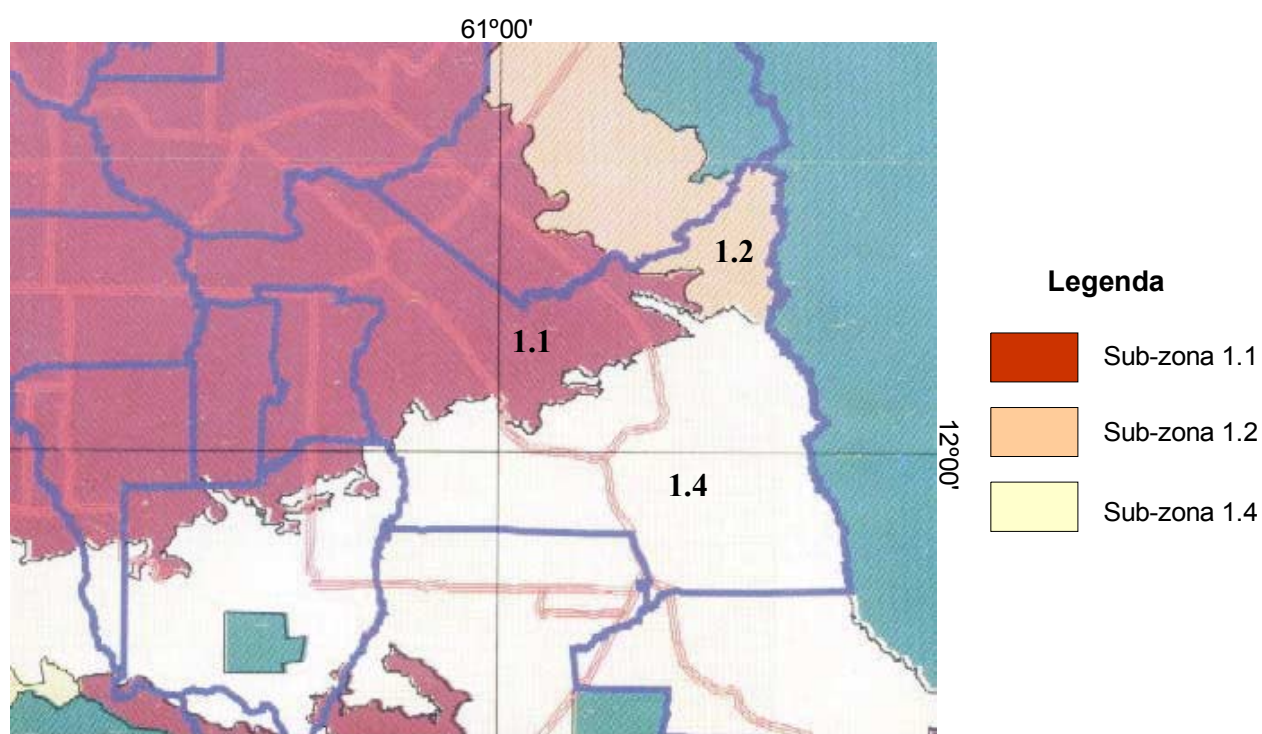 61º00'
1.2
1.1
1.4
12º00'
Legenda
Sub-zona 1.1
Sub-zona 1.2
Sub-zona 1.4